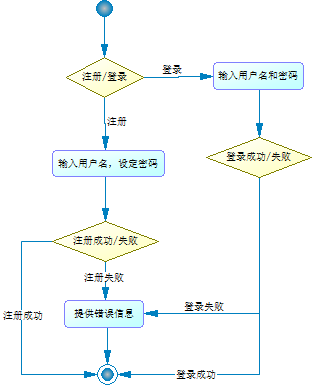 注册/登录
登录
输入用户名和密码
注册
输入用户名，设定密码
登录成功/失败
注册成功/失败
注册失败
提供错误信息
登录失败
注册成功
登录成功